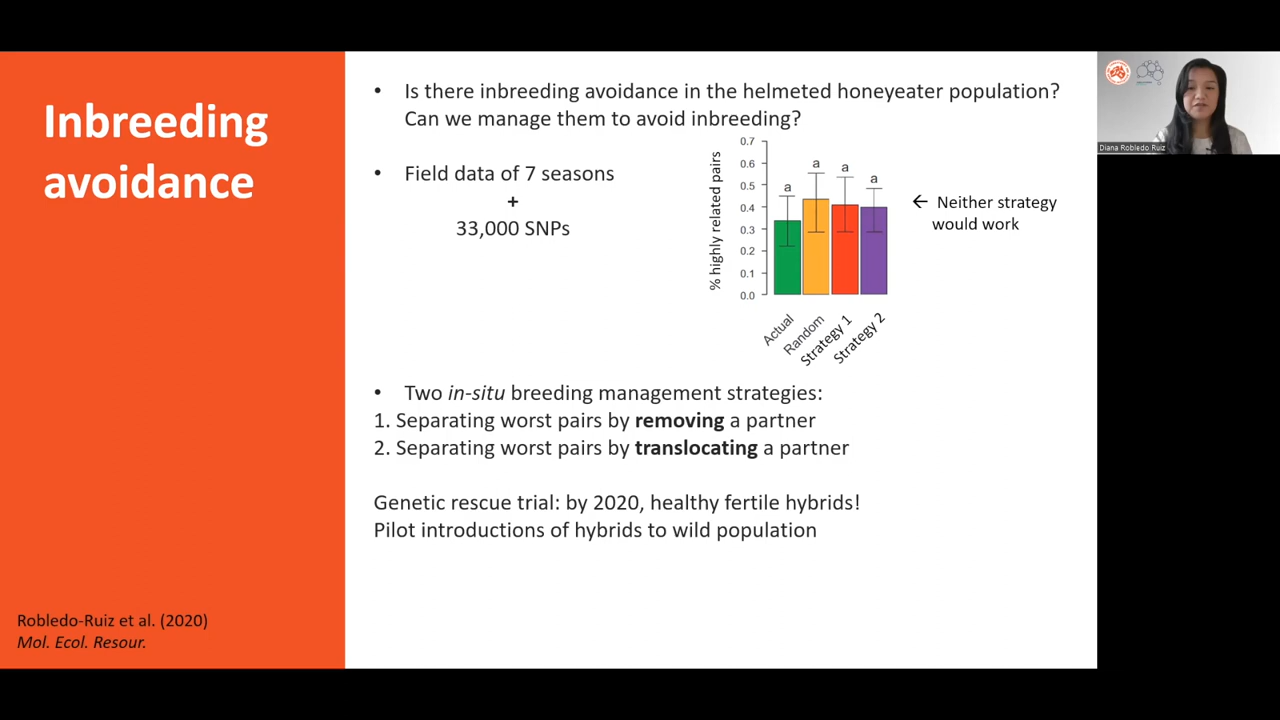 Inbreeding
avoidance
• Is there inbreeding avoidance in the helmeted honeyeater population?
Can we manage them to avoid inbreeding?
• Field data of 7 seasons
+
33,000 SNPs
% highly related pairs
0.7
0.6
0.5
0.4
0.3
0.2
0.1
0.0
a
a
a
a
Actual
Random
Strategy 1
Strategy 2
← Neither strategy
would work
• Two in-situ breeding management strategies:
1. Separating worst pairs by removing a partner
2. Separating worst pairs by translocating a partner
Genetic rescue trial: by 2020, healthy fertile hybrids!
Pilot introductions of hybrids to wild population
Robledo-Ruiz et al. (2020)
Mol. Ecol. Resour.
Diana Robledo Ruiz